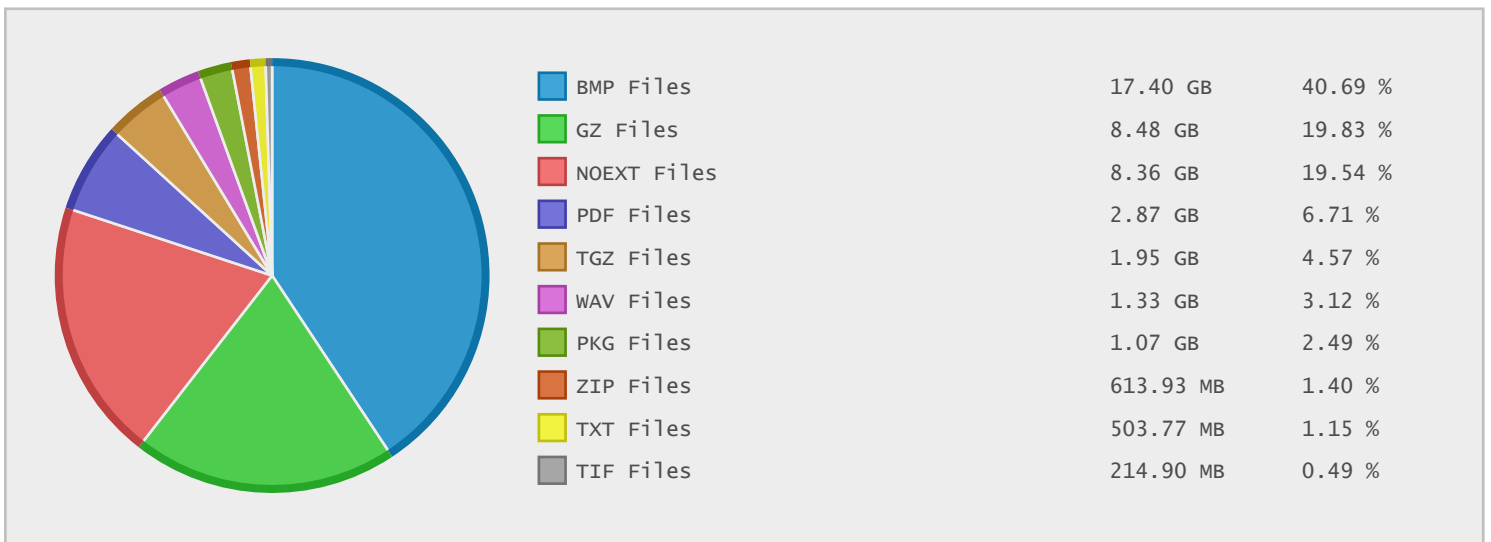 BMP Files 17.40 GB 40.69 %
GZ Files 8.48 GB 19.83 %
NOEXT Files 8.36 GB 19.54 %
PDF Files 2.87 GB 6.71 %
TGZ Files 1.95 GB 4.57 %
WAV Files 1.33 GB 3.12 %
PKG Files 1.07 GB 2.49 %
ZIP Files 613.93 MB 1.40 %
TXT Files 503.77 MB 1.15 %
TIF Files 214.90 MB 0.49 %